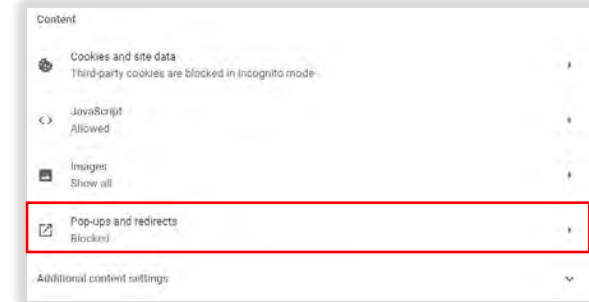 Content
Cookies and site data
Third-party cookies are blocked in Incognito mode
JavaScript
Allowed
Images
Show all
Pop-ups and redirects
Blocked
Additional content settings